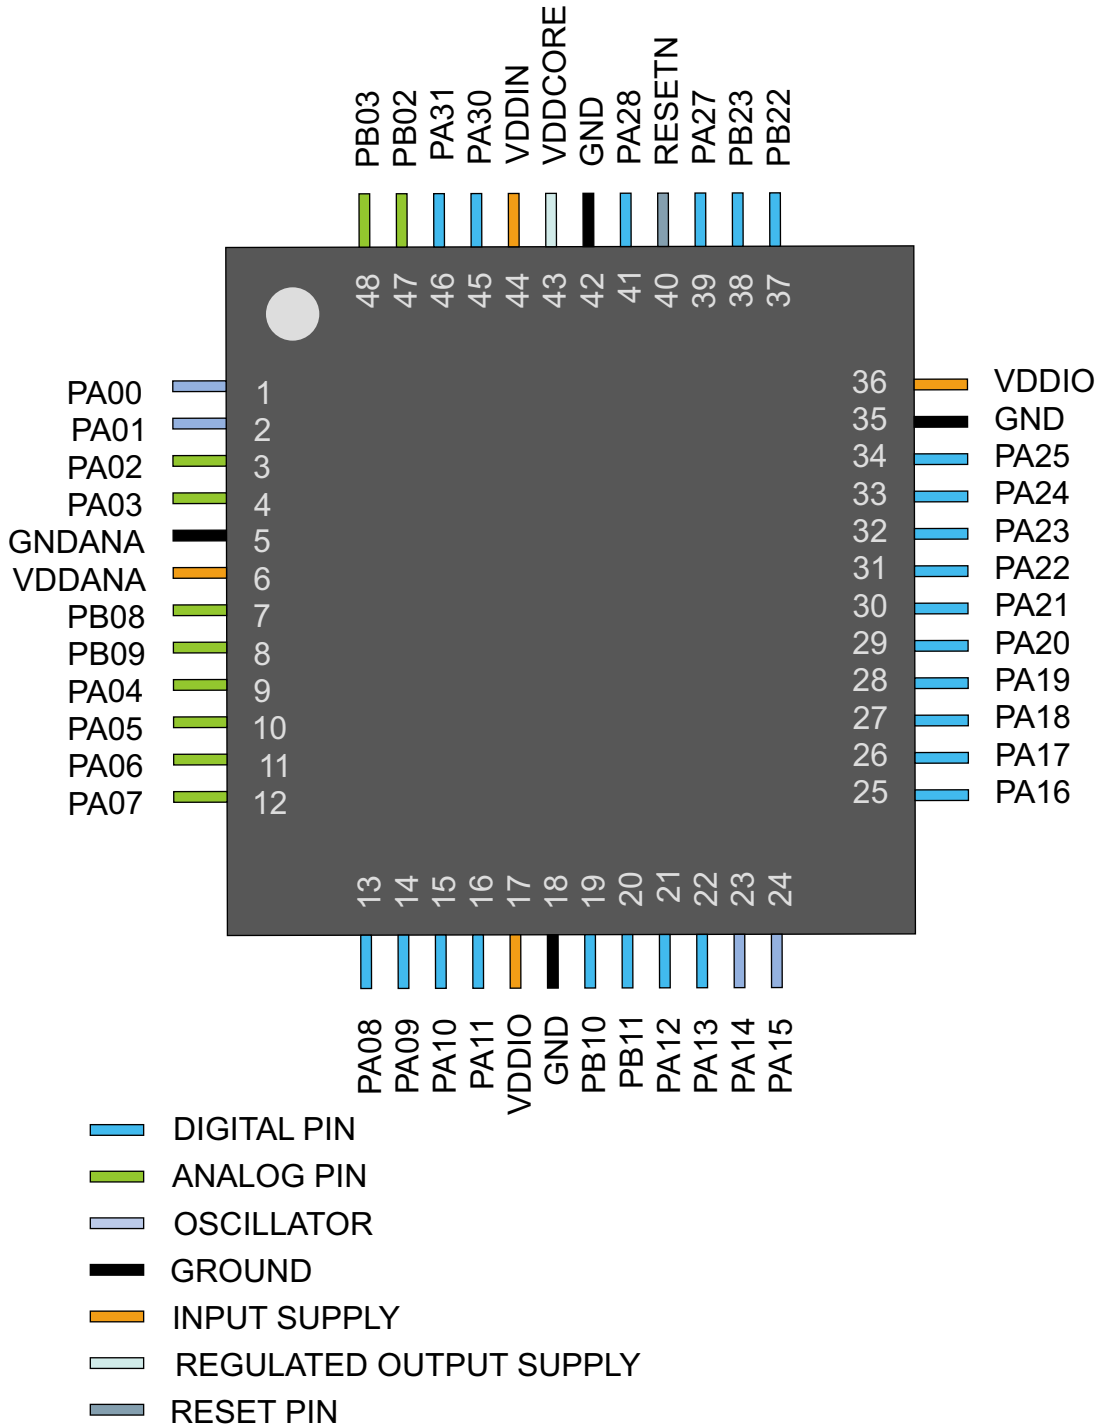 PB03
PB02
PA31
PA30
VDDIN
VDDCORE
GND
PA28
RESETN
PA27
PB23
PB22
48
47
46
45
44
43
42
41
40
39
38
37
PA00 1
PA01 2
PA02 3
PA03 4
GNDANA 5
VDDANA 6
PB08 7
PB09 8
PA04 9
PA05 10
PA06 11
PA07 12
36 VDDIO
35 GND
34 PA25
33 PA24
32 PA23
31 PA22
30 PA21
29 PA20
28 PA19
27 PA18
26 PA17
25 PA16
13
14
15
16
17
18
19
20
21
22
23
24
PA08
PA09
PA10
PA11
VDDIO
GND
PB10
PB11
PA12
PA13
PA14
PA15
DIGITAL PIN
ANALOG PIN
OSCILLATOR
GROUND
INPUT SUPPLY
REGULATED OUTPUT SUPPLY
RESET PIN